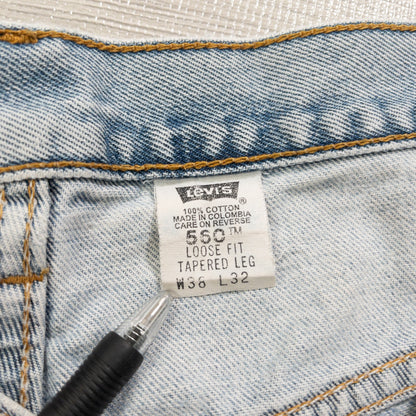 Levi's ®
100% COTTON
MADE IN COLOMBIA
CARE ON REVERSE
560™
LOOSE FIT
TAPERED LEG
W38 L32